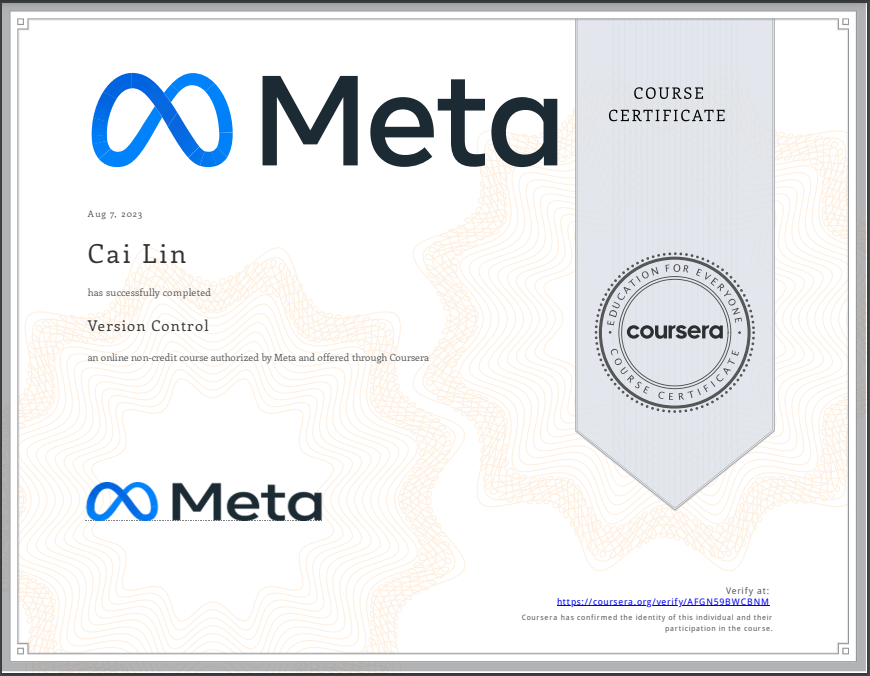 Meta
COURSE
CERTIFICATE
Aug 7, 2023
Cai Lin
has successfully completed
Version Control
an online non-credit course authorized by Meta and offered through Coursera
EDUCATION FOR EVERYONE
coursera
COURSE CERTIFICATE
Meta
Verify at:
https://coursera.org/verify/AFGN59BWCBNM
Coursera has confirmed the identity of this individual and their
participation in the course.